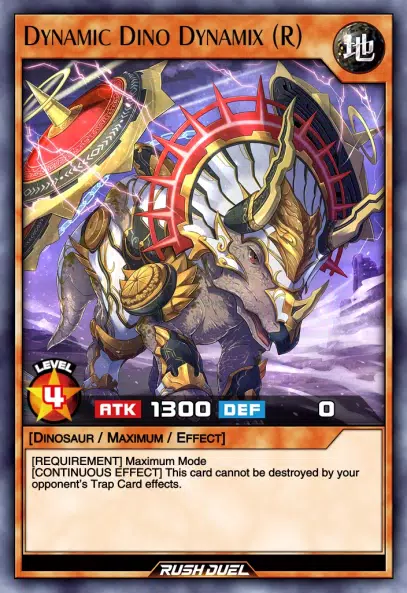 DYNAMIC DINO DYNAMIX (R)
地
LEVEL
4
ATK 1300 DEF 0
[DINOSAUR / MAXIMUM / EFFECT]
[REQUIREMENT] Maximum Mode
[CONTINUOUS EFFECT] This card cannot be destroyed by your
opponent's Trap Card effects.
RUSH DUEL